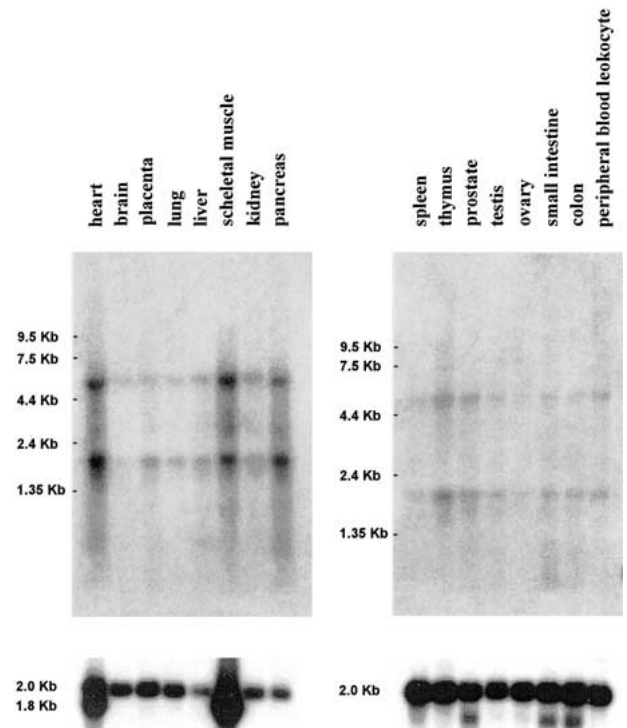 heart
brain
placenta
lung
liver
scheletal muscle
kidney
pancreas
spleen
thymus
prostate
testis
ovary
small intestine
colon
peripheral blood leokocyte
9.5 Kb
7.5 Kb
4.4 Kb
2.4 Kb
1.35 Kb
9.5 Kb
7.5 Kb
4.4 Kb
2.4 Kb
1.35 Kb
2.0 Kb
1.8 Kb
2.0 Kb